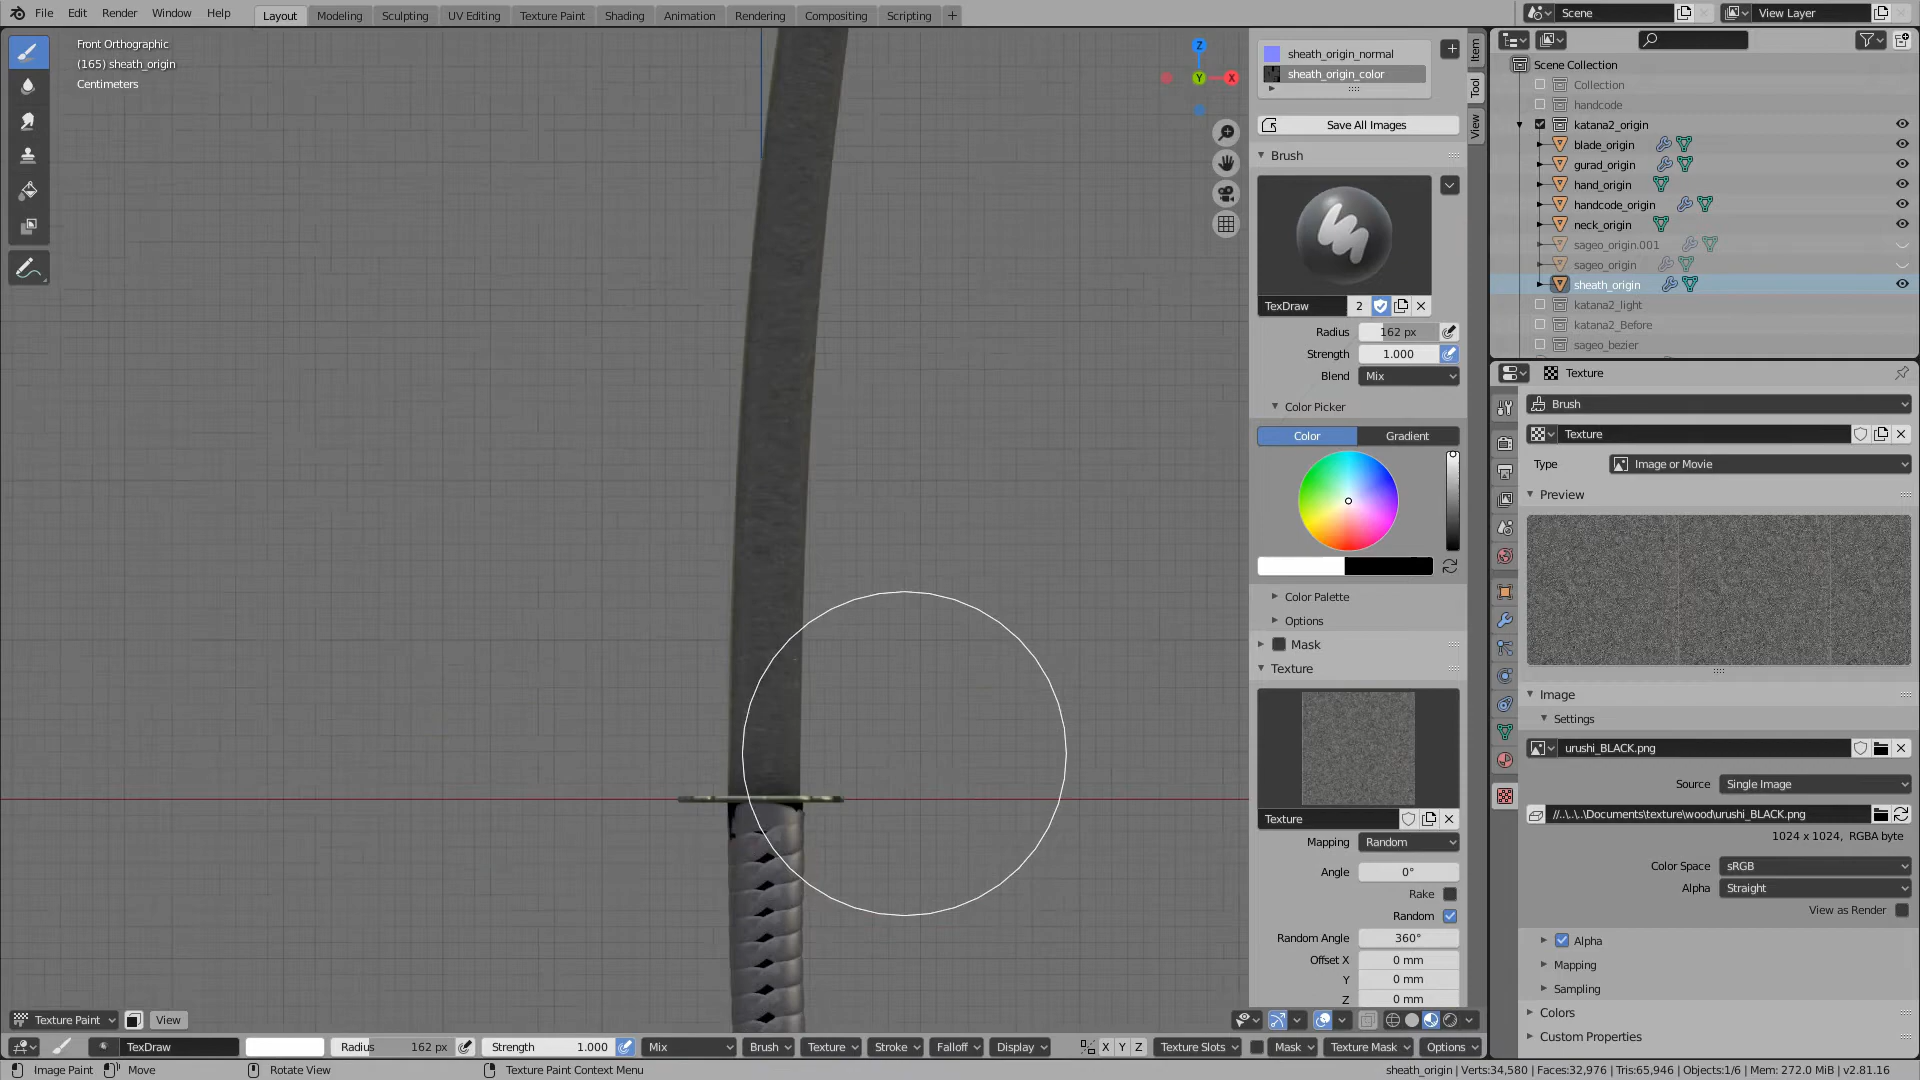 File Edit Render Window Help Layout Modeling Sculpting UV Editing Texture Paint Shading Animation Rendering Compositing Scripting Scene View Layer
Front Orthographic
(165) sheath_origin
Centimeters
sheath_origin_normal
sheath_origin_color
Save All Images
Brush
TexDraw 2
Radius 162 px
Strength 1.000
Blend Mix
Color Picker
Color Gradient
Color Palette
Options
Mask
Texture
Texture
Mapping Random
Angle 0°
Rake
Random
Random Angle 360°
Offset X 0 mm
Y 0 mm
Z 0 mm
Item
Tool
View
Z
Y
X
Scene Collection
Collection
handcode
katana2_origin
blade_origin
gurad_origin
hand_origin
handcode_origin
neck_origin
sageo_origin.001
sageo_origin
sheath_origin
katana2_light
katana2_Before
sageo_bezier
Texture
Brush
Texture
Type Image or Movie
Preview
Image
Settings
urushi_BLACK.png
Source Single Image
//..\..\..\Documents\texture\wood\urushi_BLACK.png
1024 x 1024, RGBA byte
Color Space sRGB
Alpha Straight
View as Render
Alpha
Mapping
Sampling
Colors
Custom Properties
Texture Paint View
TexDraw Radius 162 px Strength 1.000 Mix Brush Texture Stroke Falloff Display X Y Z Texture Slots Mask Texture Mask Options
Image Paint Move Rotate View Texture Paint Context Menu sheath_origin | Verts:34,580 | Faces:32,976 | Tris:65,946 | Objects:1/6 | Mem: 272.0 MiB | v2.81.16